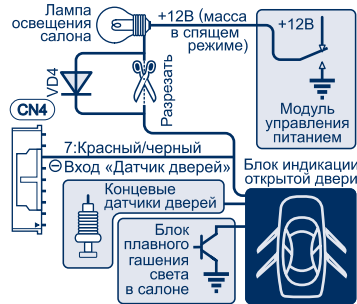 Лампа
освещения
салона
+12В (масса
в спящем
режиме)
+12В
Модуль
управления
питанием
VD4
Разрезать
CN4
7:Красный/черный
Вход «Датчик дверей»
Блок индикации
открытой двери
Концевые
датчики дверей
Блок
плавного
гашения
света
в салоне